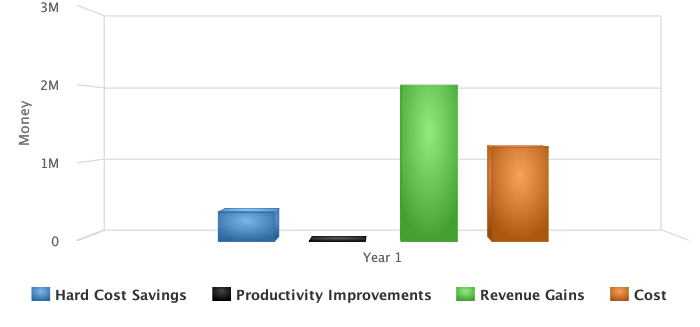 3M
2M
1M
0
Money
Year 1
Hard Cost Savings Productivity Improvements Revenue Gains Cost